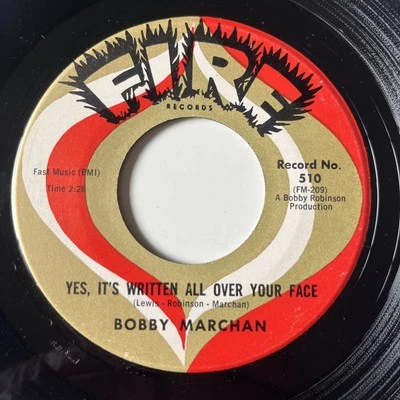 FIRE
RECORDS
Fast Music (BMI)
Time 2:28
Record No.
510
(FM-209)
A Bobby Robinson
Production
YES, IT'S WRITTEN ALL OVER YOUR FACE
(Lewis - Robinson - Marchan)
BOBBY MARCHAN